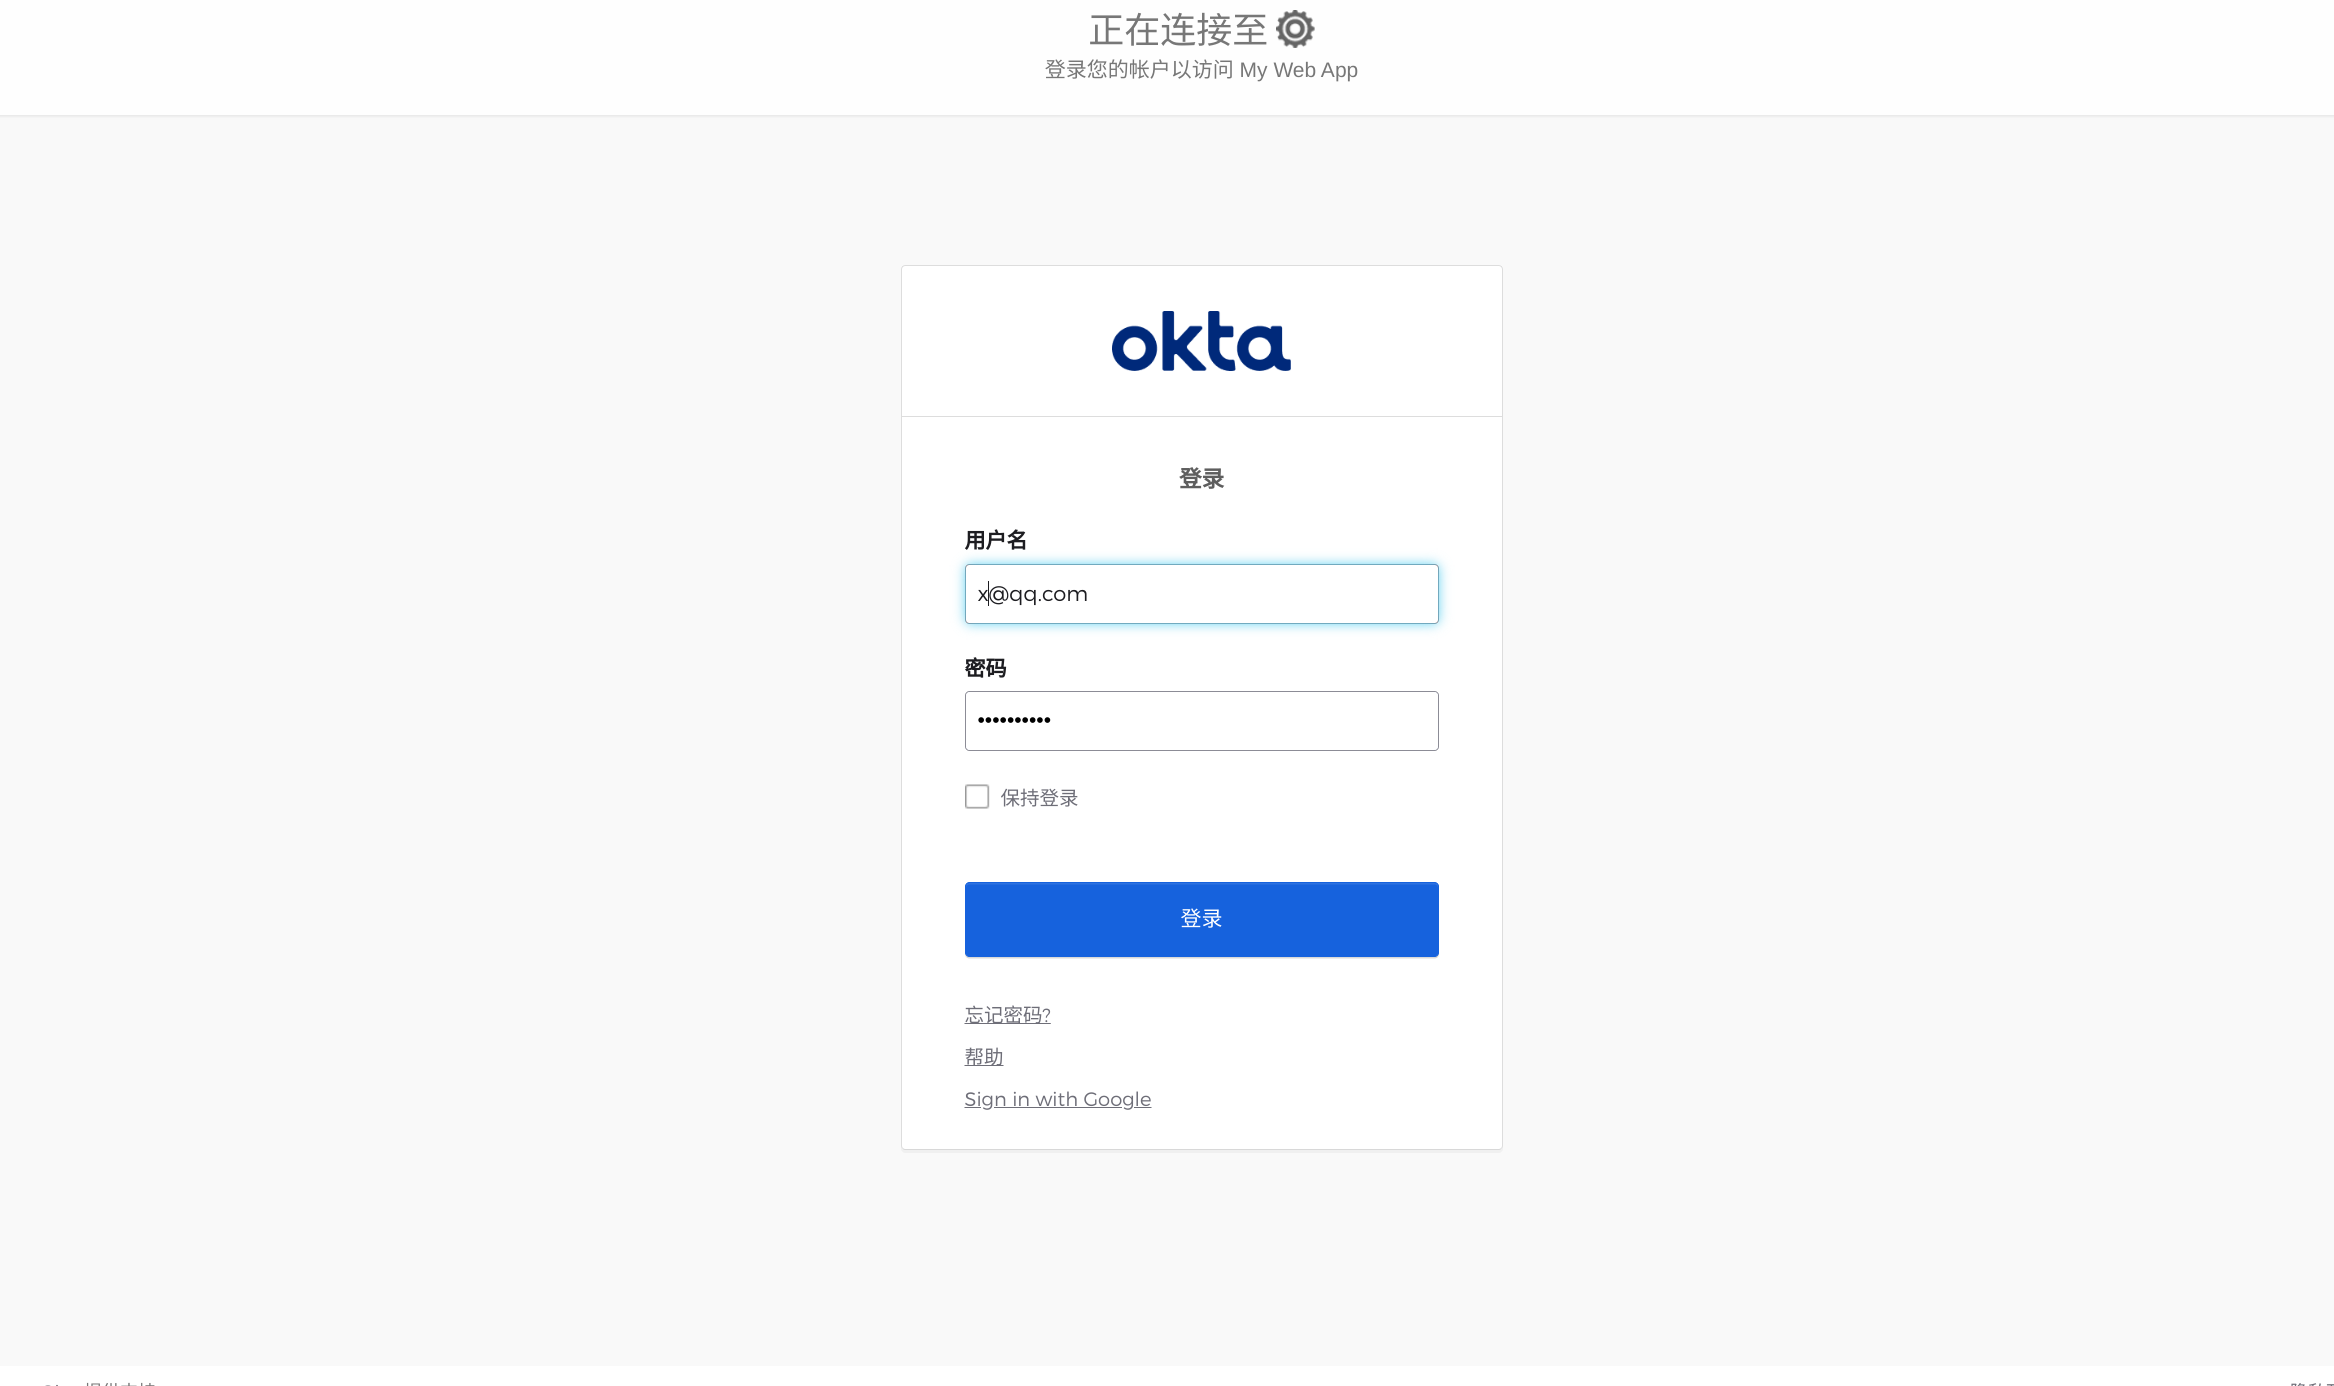 正在连接至
登录您的帐户以访问 My Web App
okta
登录
用户名
x@qq.com
密码
••••••••••
保持登录
登录
忘记密码?
帮助
Sign in with Google